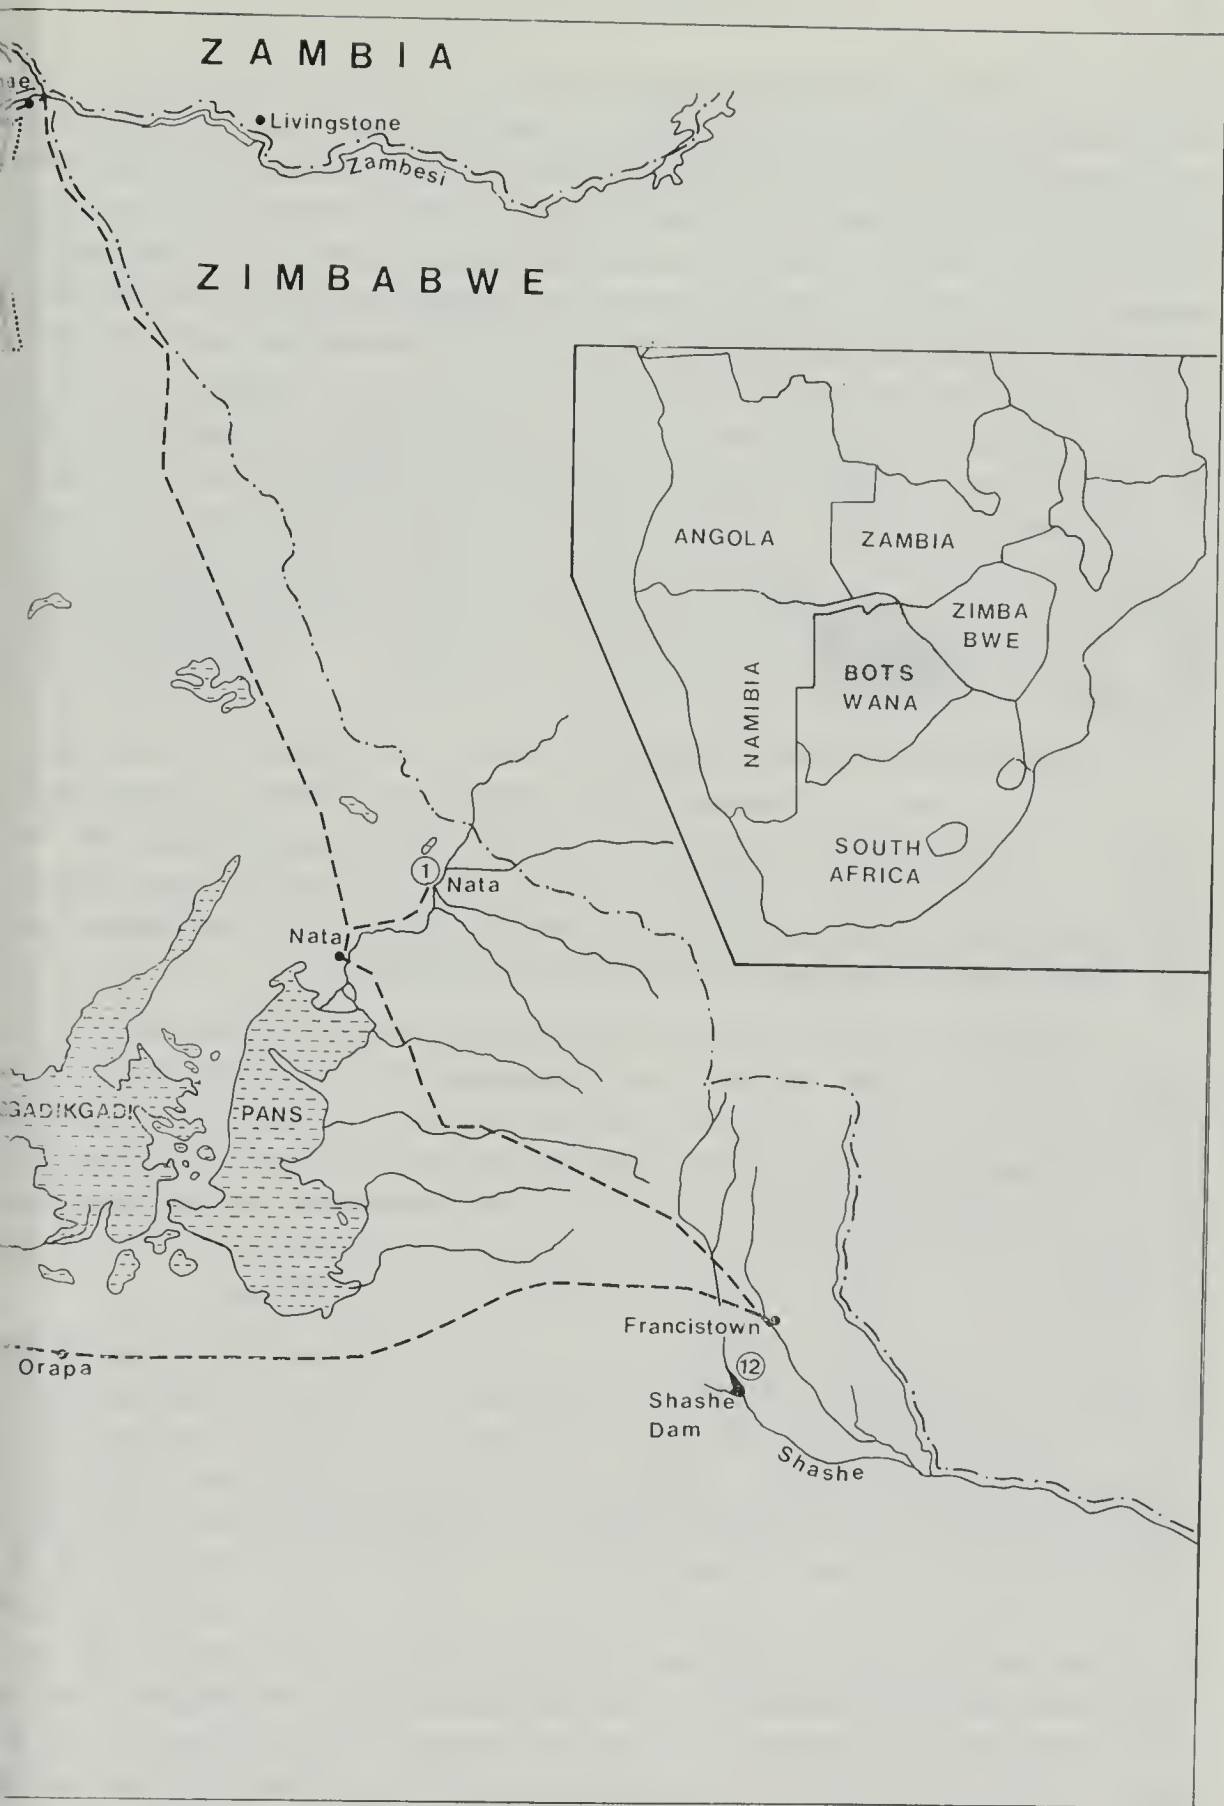 ZAMBIA
Livingstone
Zambesi
ZIMBABWE
ANGOLA
ZAMBIA
ZIMBA
BWE
NAMIBIA
BOTS
WANA
SOUTH
AFRICA
1
Nata
Nata
GADIKGADI
PANS
Francistown
12
Orapa
Shashe
Dam
Shashe